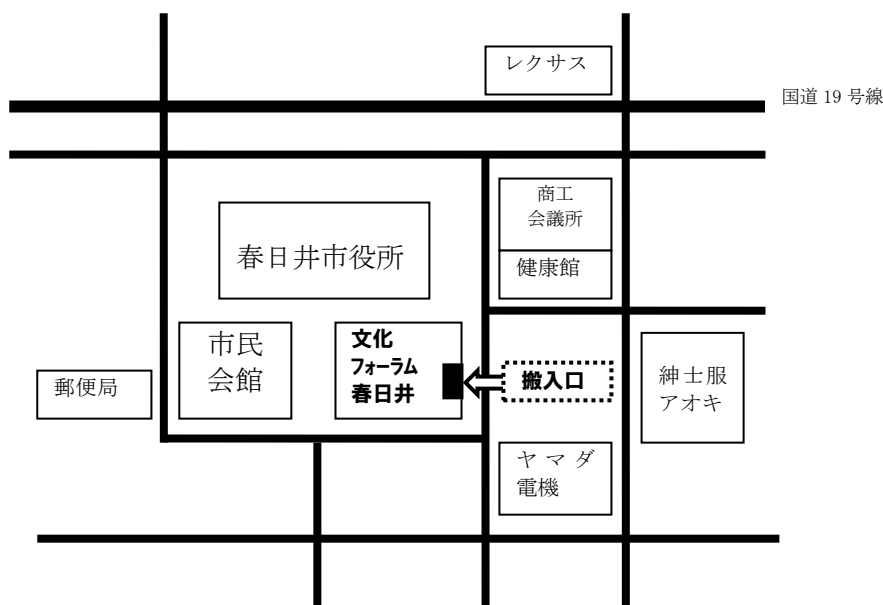 レクサス
国道 19 号線
商工
会議所
春日井市役所
健康館
市民
会館
文化
フォーラム
春日井
搬入口
紳士服
アオキ
郵便局
ヤマダ
電機